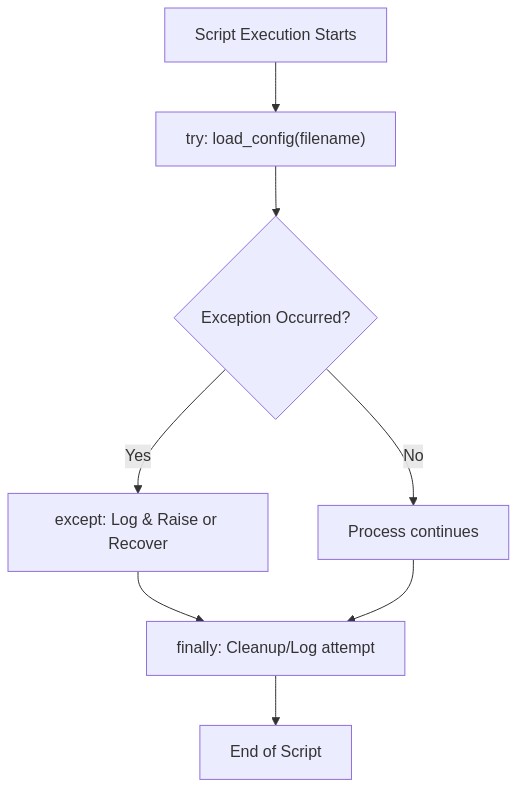 Script Execution Starts
try: load_config(filename)
Exception Occurred?
Yes
No
except: Log & Raise or
Recover
Process continues
finally: Cleanup/Log attempt
End of Script